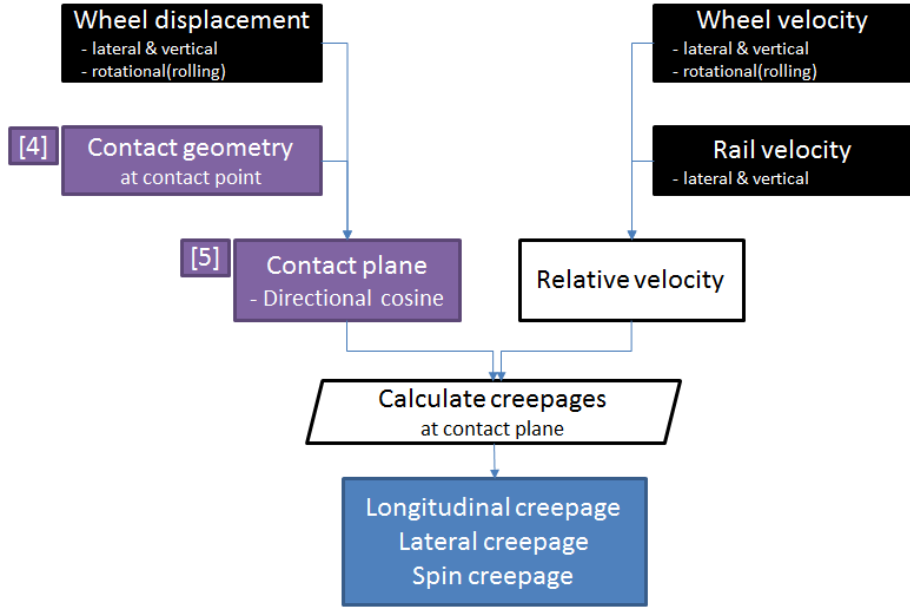 Wheel displacement
- lateral & vertical
- rotational(rolling)
Wheel velocity
- lateral & vertical
- rotational(rolling)
[4]
Contact geometry
at contact point
Rail velocity
- lateral & vertical
[5]
Contact plane
- Directional cosine
Relative velocity
Calculate creepages
at contact plane
Longitudinal creepage
Lateral creepage
Spin creepage